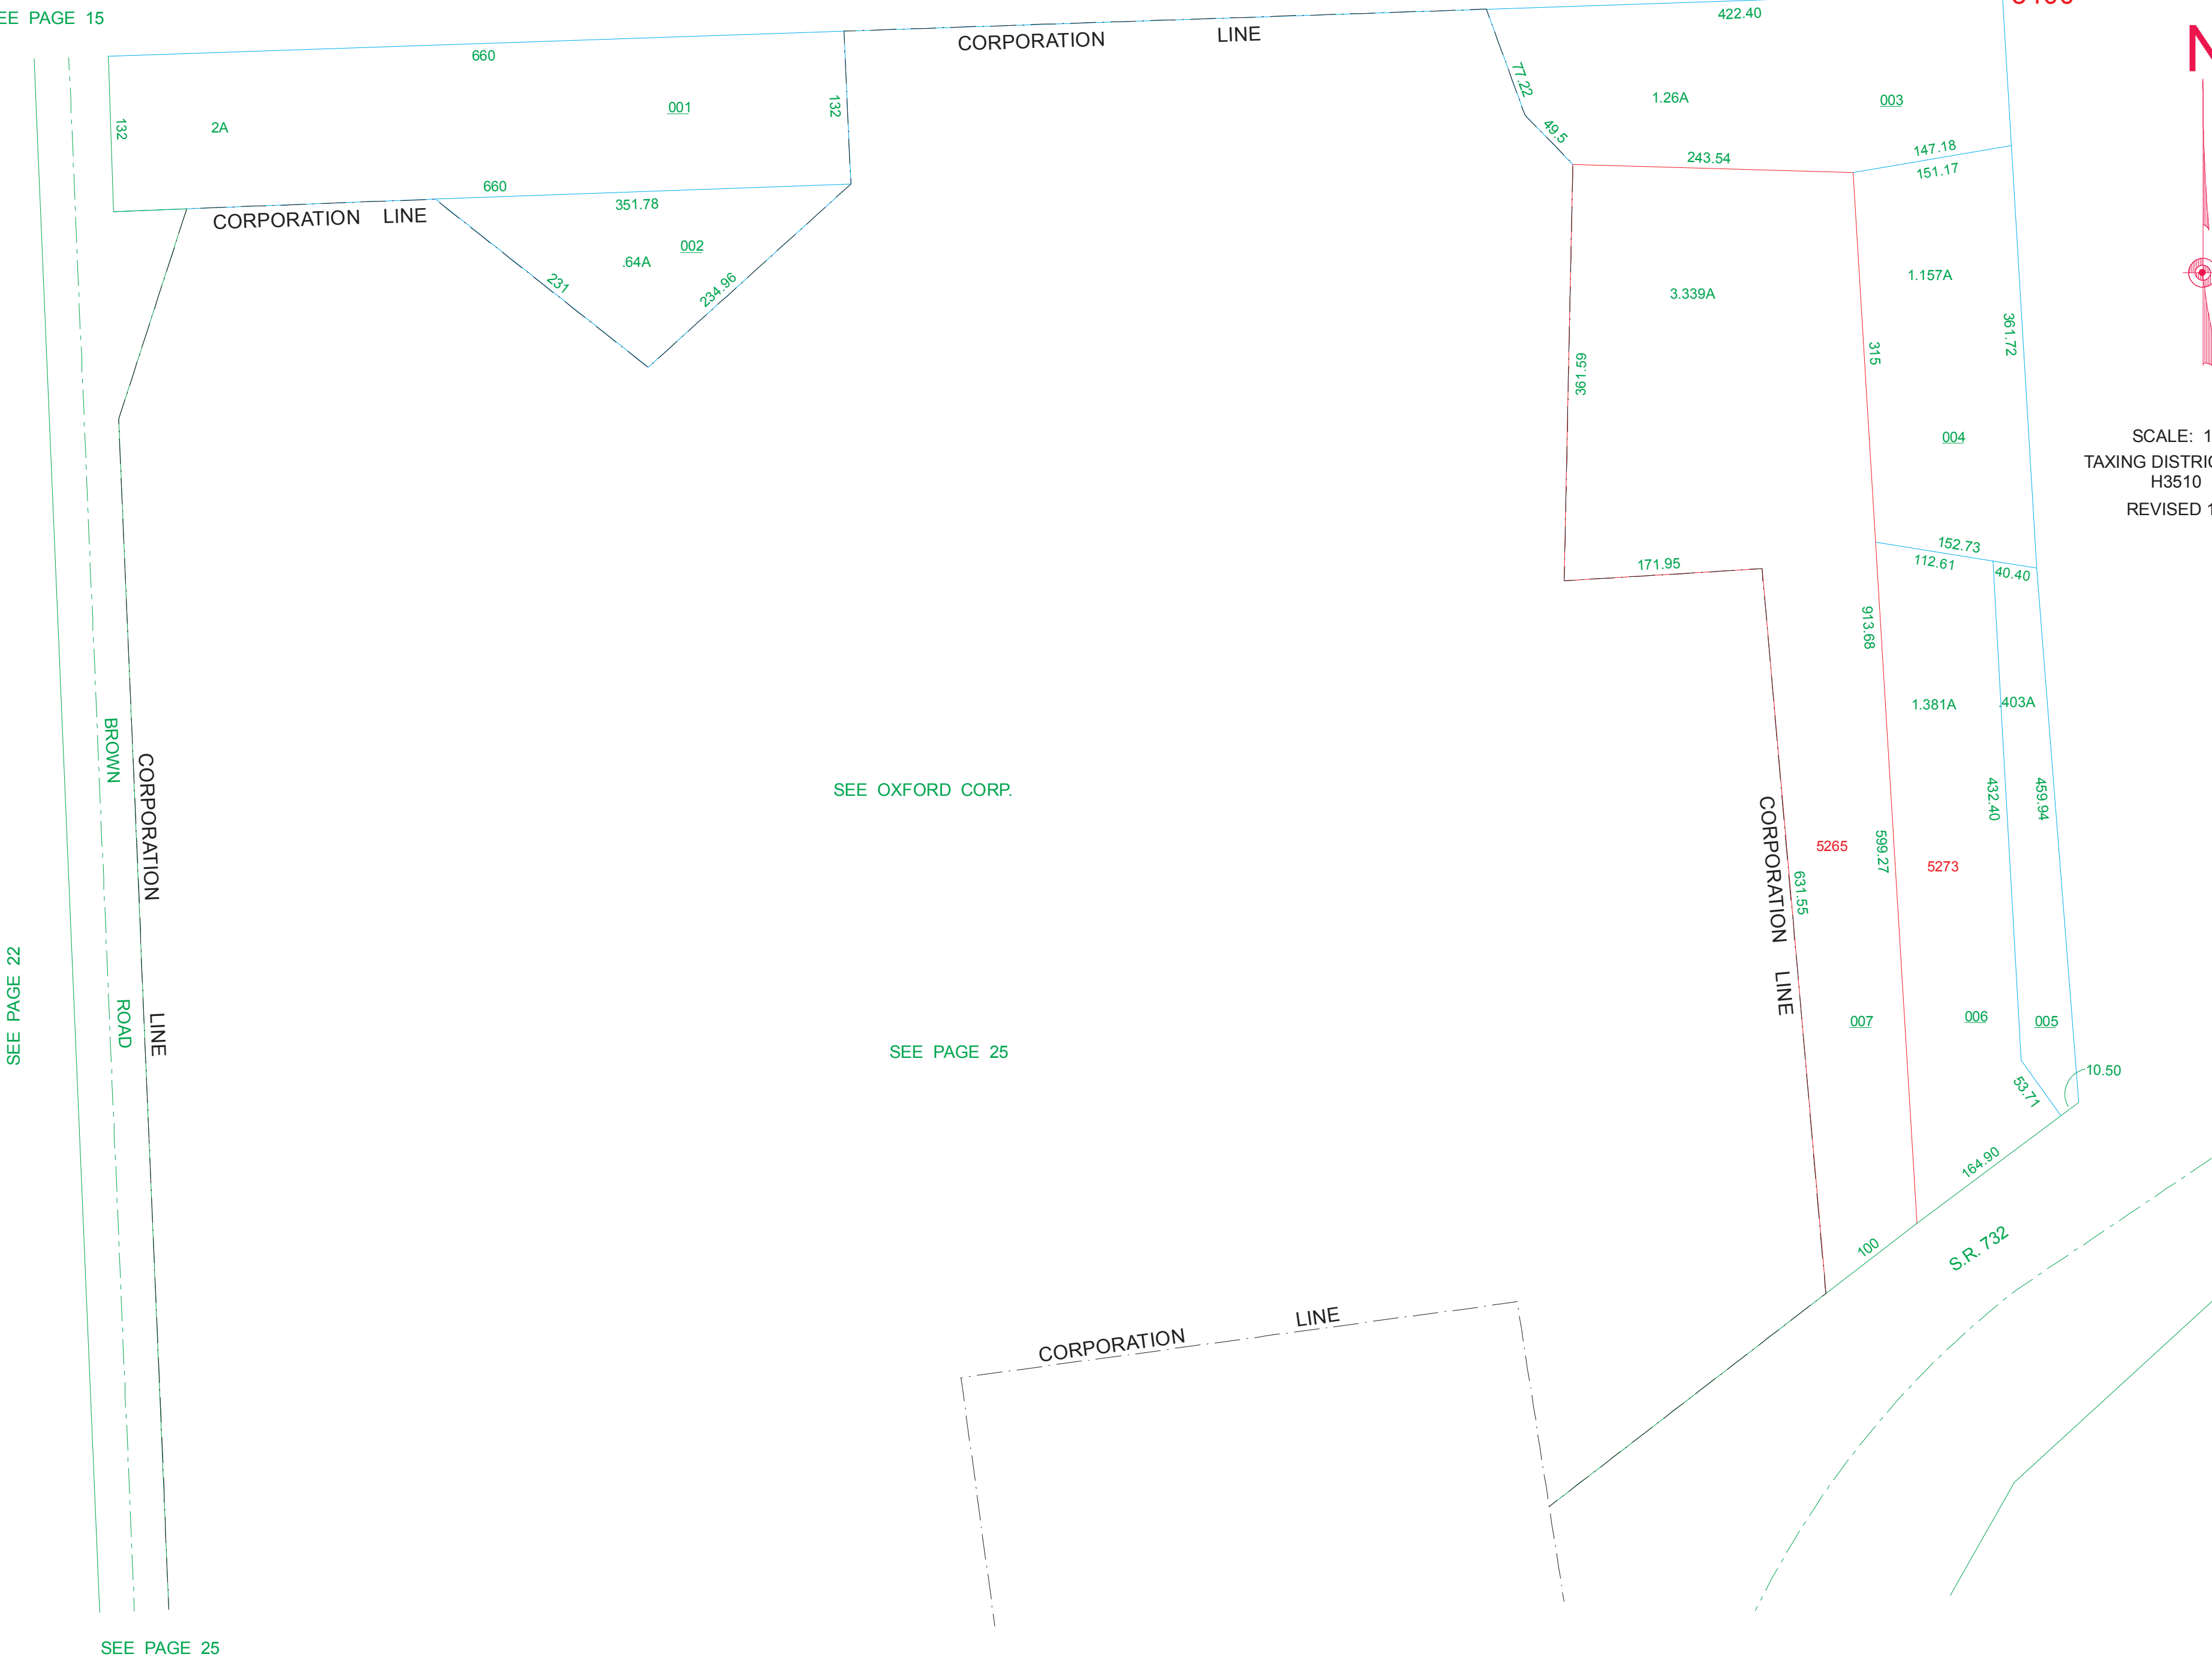 PAGE 15
422.40
660
CORPORATION LINE
77.22
132
2A
001
132
1.26A
003
49.5
243.54
147.18
151.17
660
351.78
CORPORATION LINE
002
.64A
231
234.96
3.339A
1.157A
361.59
315
361.72
004
SCALE:
TAXING
H3510
REVISED
171.95
152.73
112.61
40.40
913.68
1.381A
.403A
BROWN
ROAD
CORPORATION
LINE
SEE OXFORD CORP.
432.40
459.94
CORPORATION LINE
5265
599.27
5273
631.55
SEE PAGE 22
SEE PAGE 25
007
006
005
10.50
53.71
164.90
100
S.R. 732
CORPORATION LINE
SEE PAGE 25